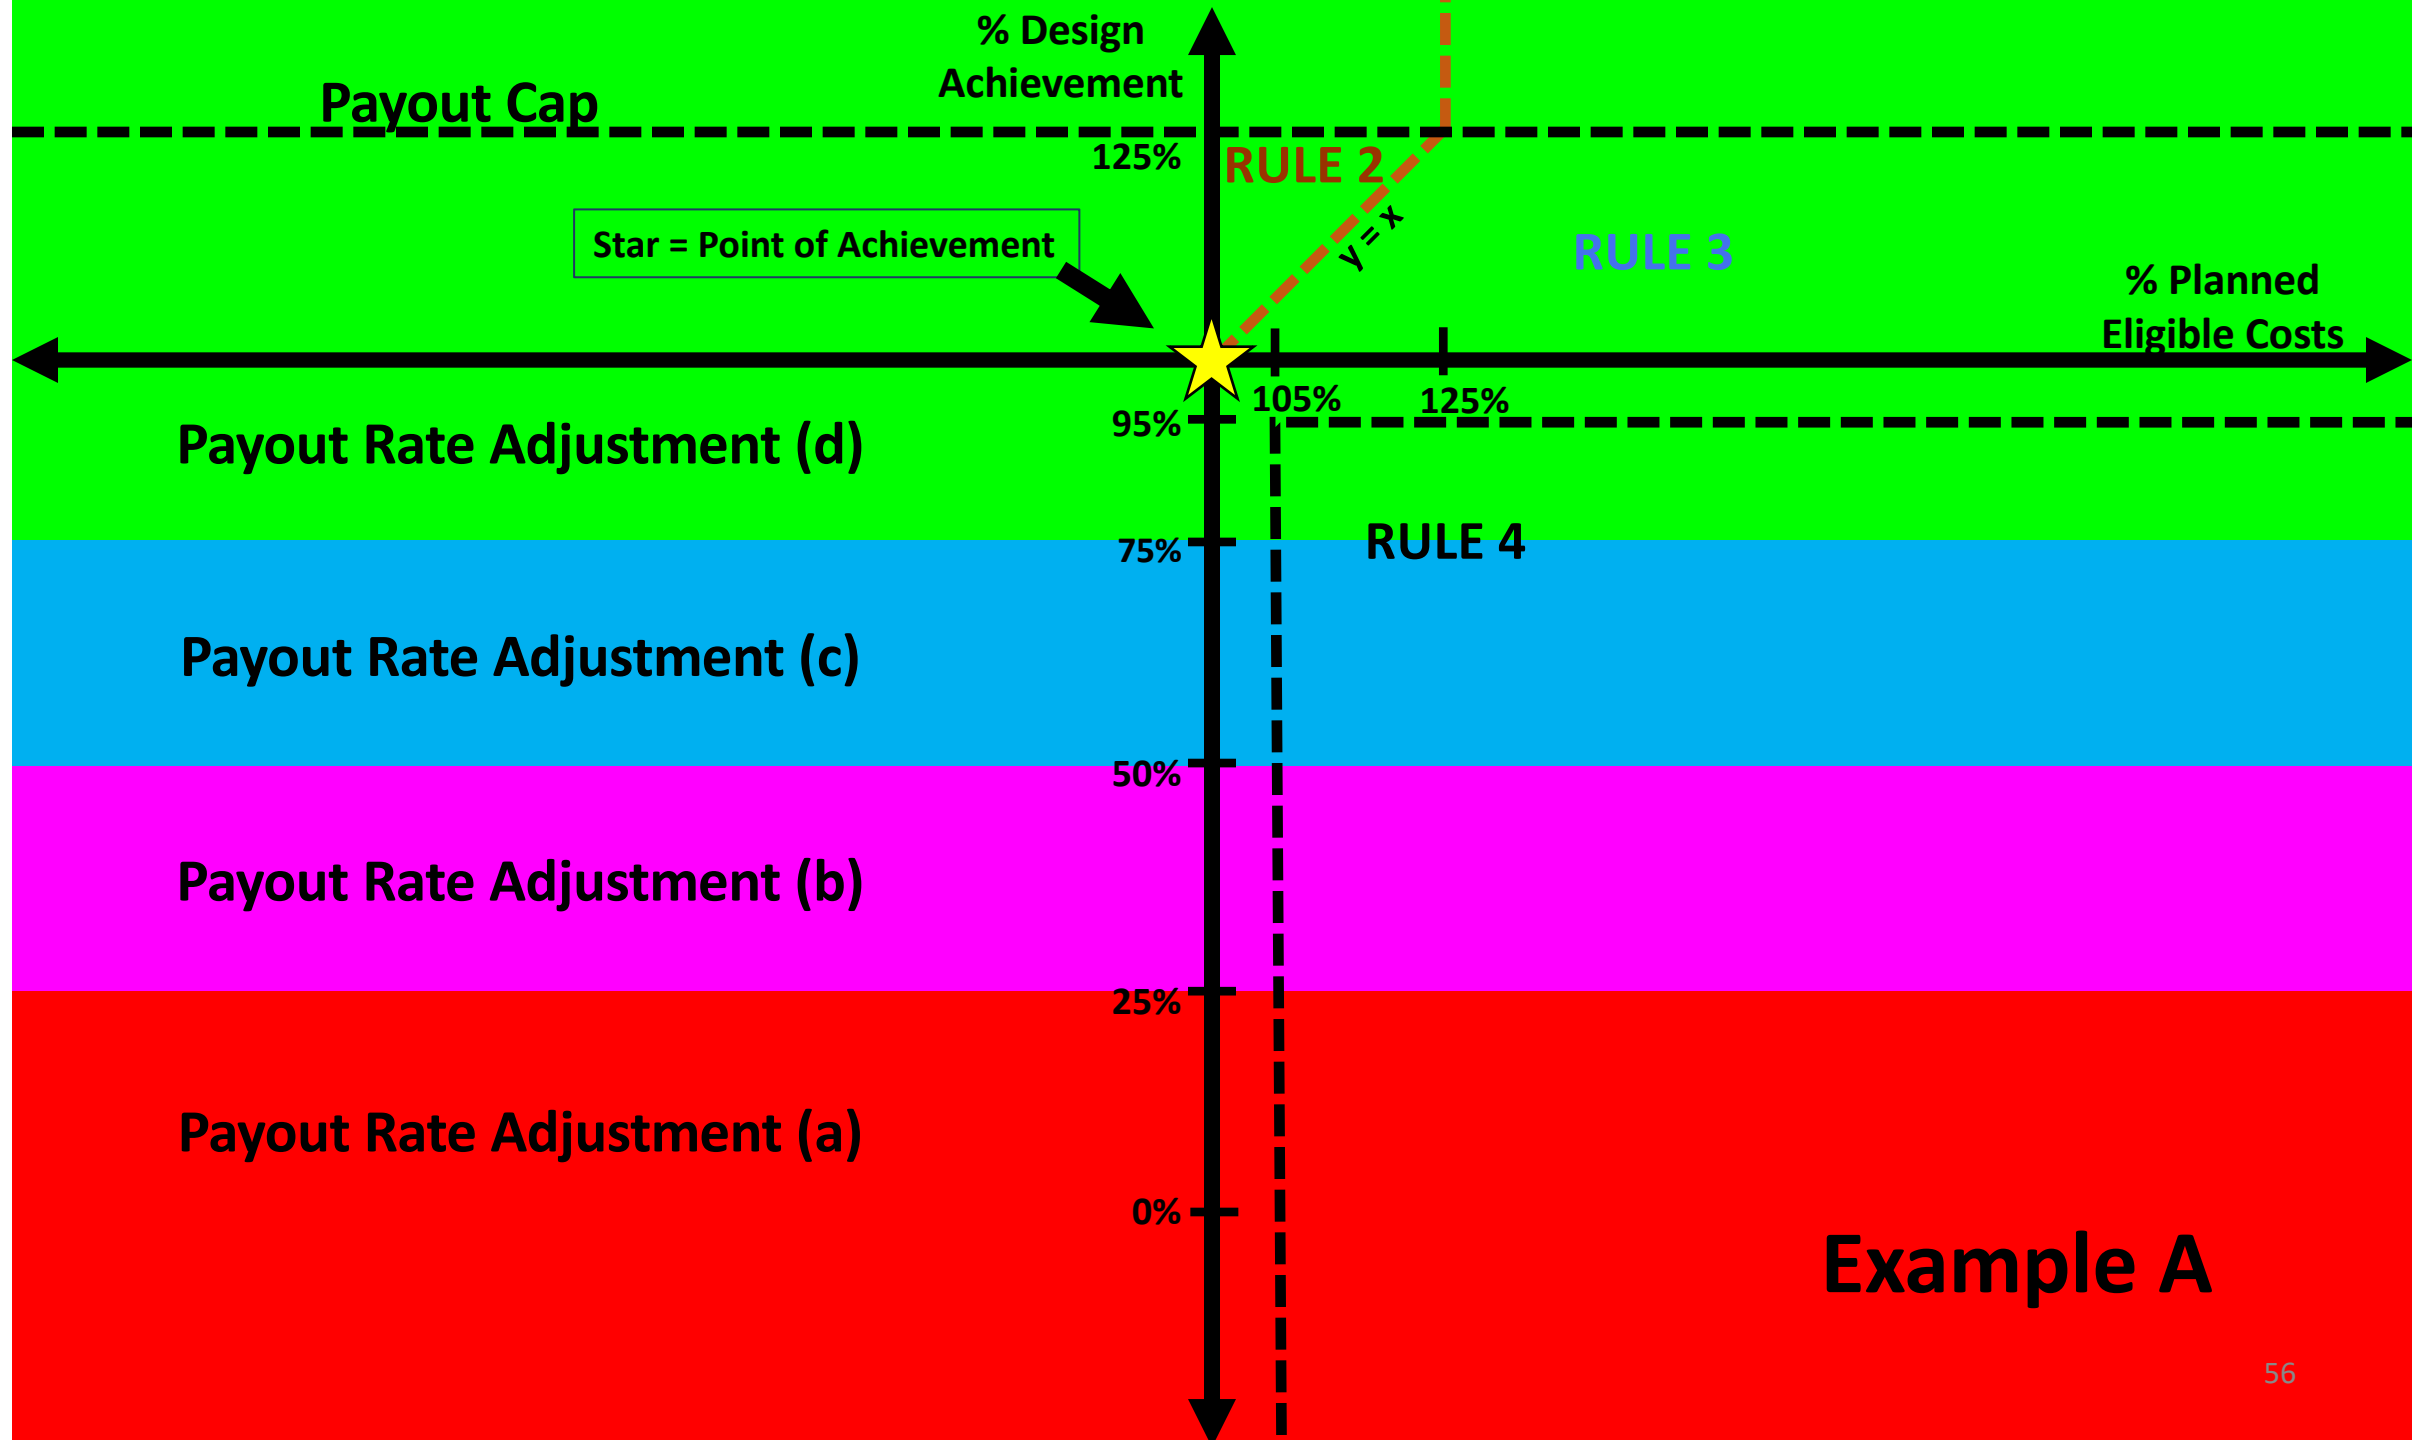 % Design
Achievement
Payout Cap
125%
RULE 2
y = x
Star = Point of Achievement
RULE 3
% Planned
Eligible Costs
105%
125%
95%
Payout Rate Adjustment (d)
RULE 4
75%
Payout Rate Adjustment (c)
50%
Payout Rate Adjustment (b)
25%
Payout Rate Adjustment (a)
0%
Example A
56